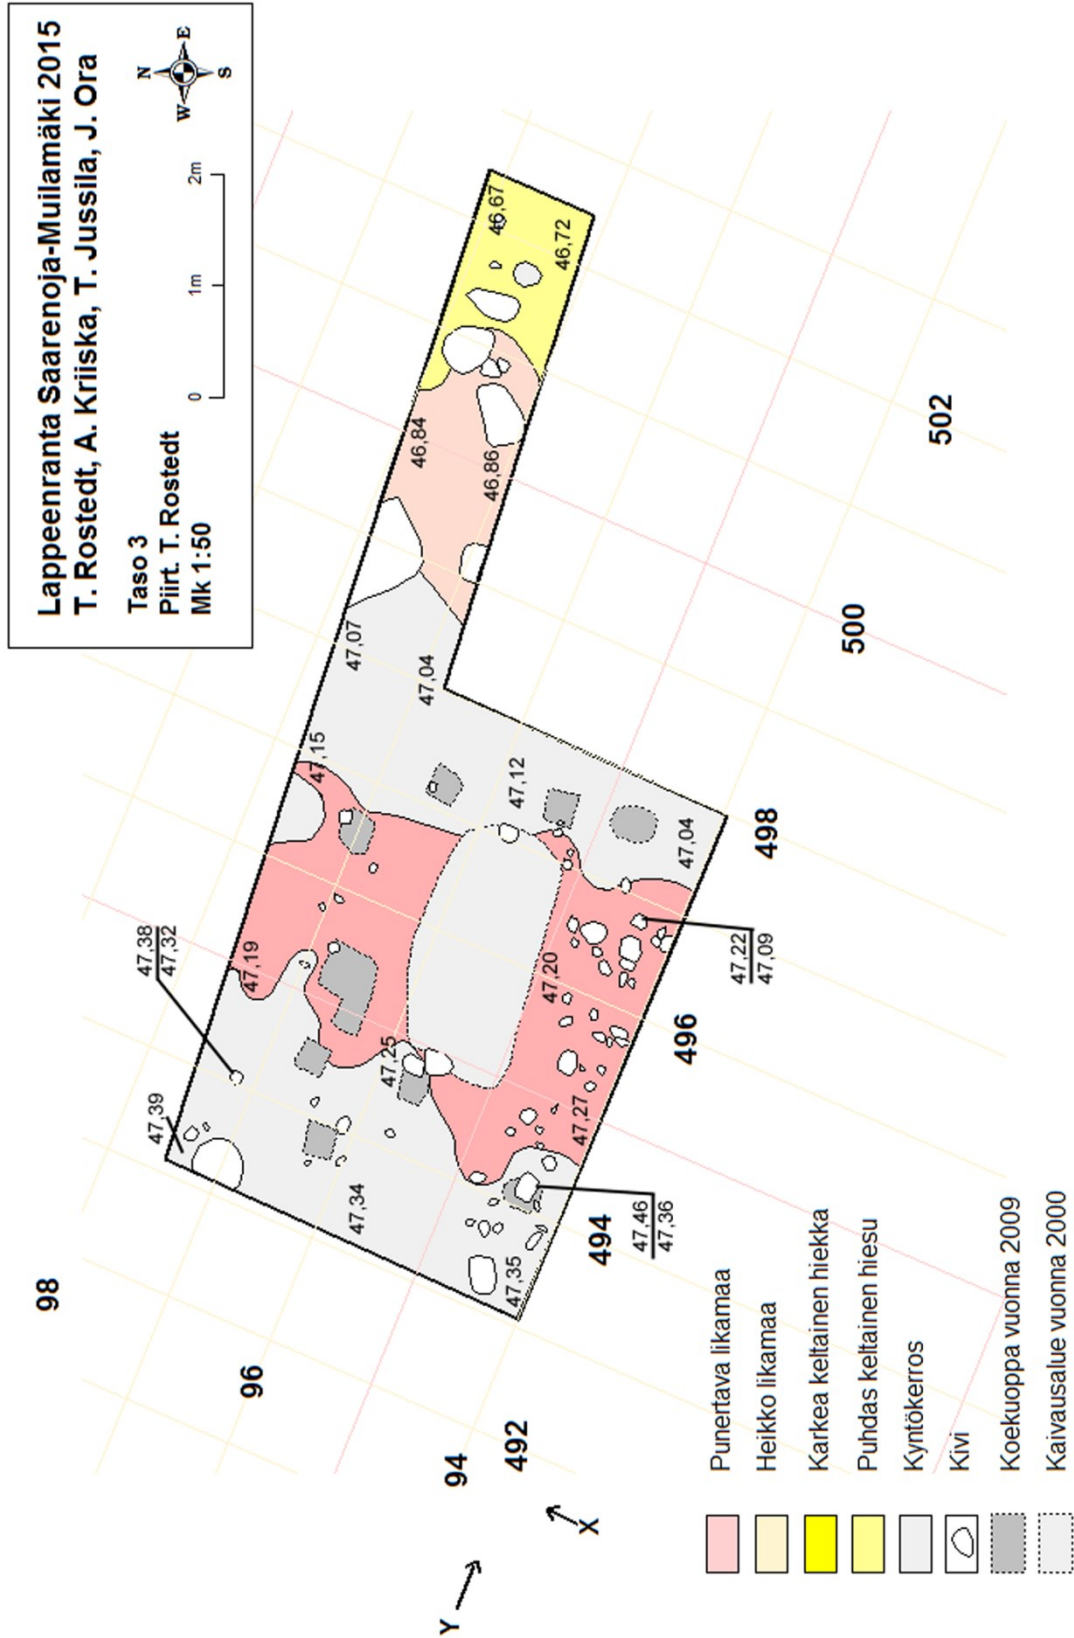 Lappeenranta Saarenoja-Muilamäki 2015
T. Rostedt, A. Kriiska, T. Jussila, J. Ora
Taso 3
Piirt. T. Rostedt
Mk 1:50
0 1m 2m
N
W E
S
98
96
94
492
494
496
498
500
502
Y
X
47,39
47,38
47,32
47,19
47,15
47,07
46,84
46,67
46,72
46,86
47,04
47,12
47,04
47,25
47,20
47,22
47,09
47,27
47,34
47,35
47,46
47,36
Punertava likamaa
Heikko likamaa
Karkea keltainen hiekka
Puhdas keltainen hiesu
Kyntökerros
Kivi
Koekuoppa vuonna 2009
Kaivausalue vuonna 2000